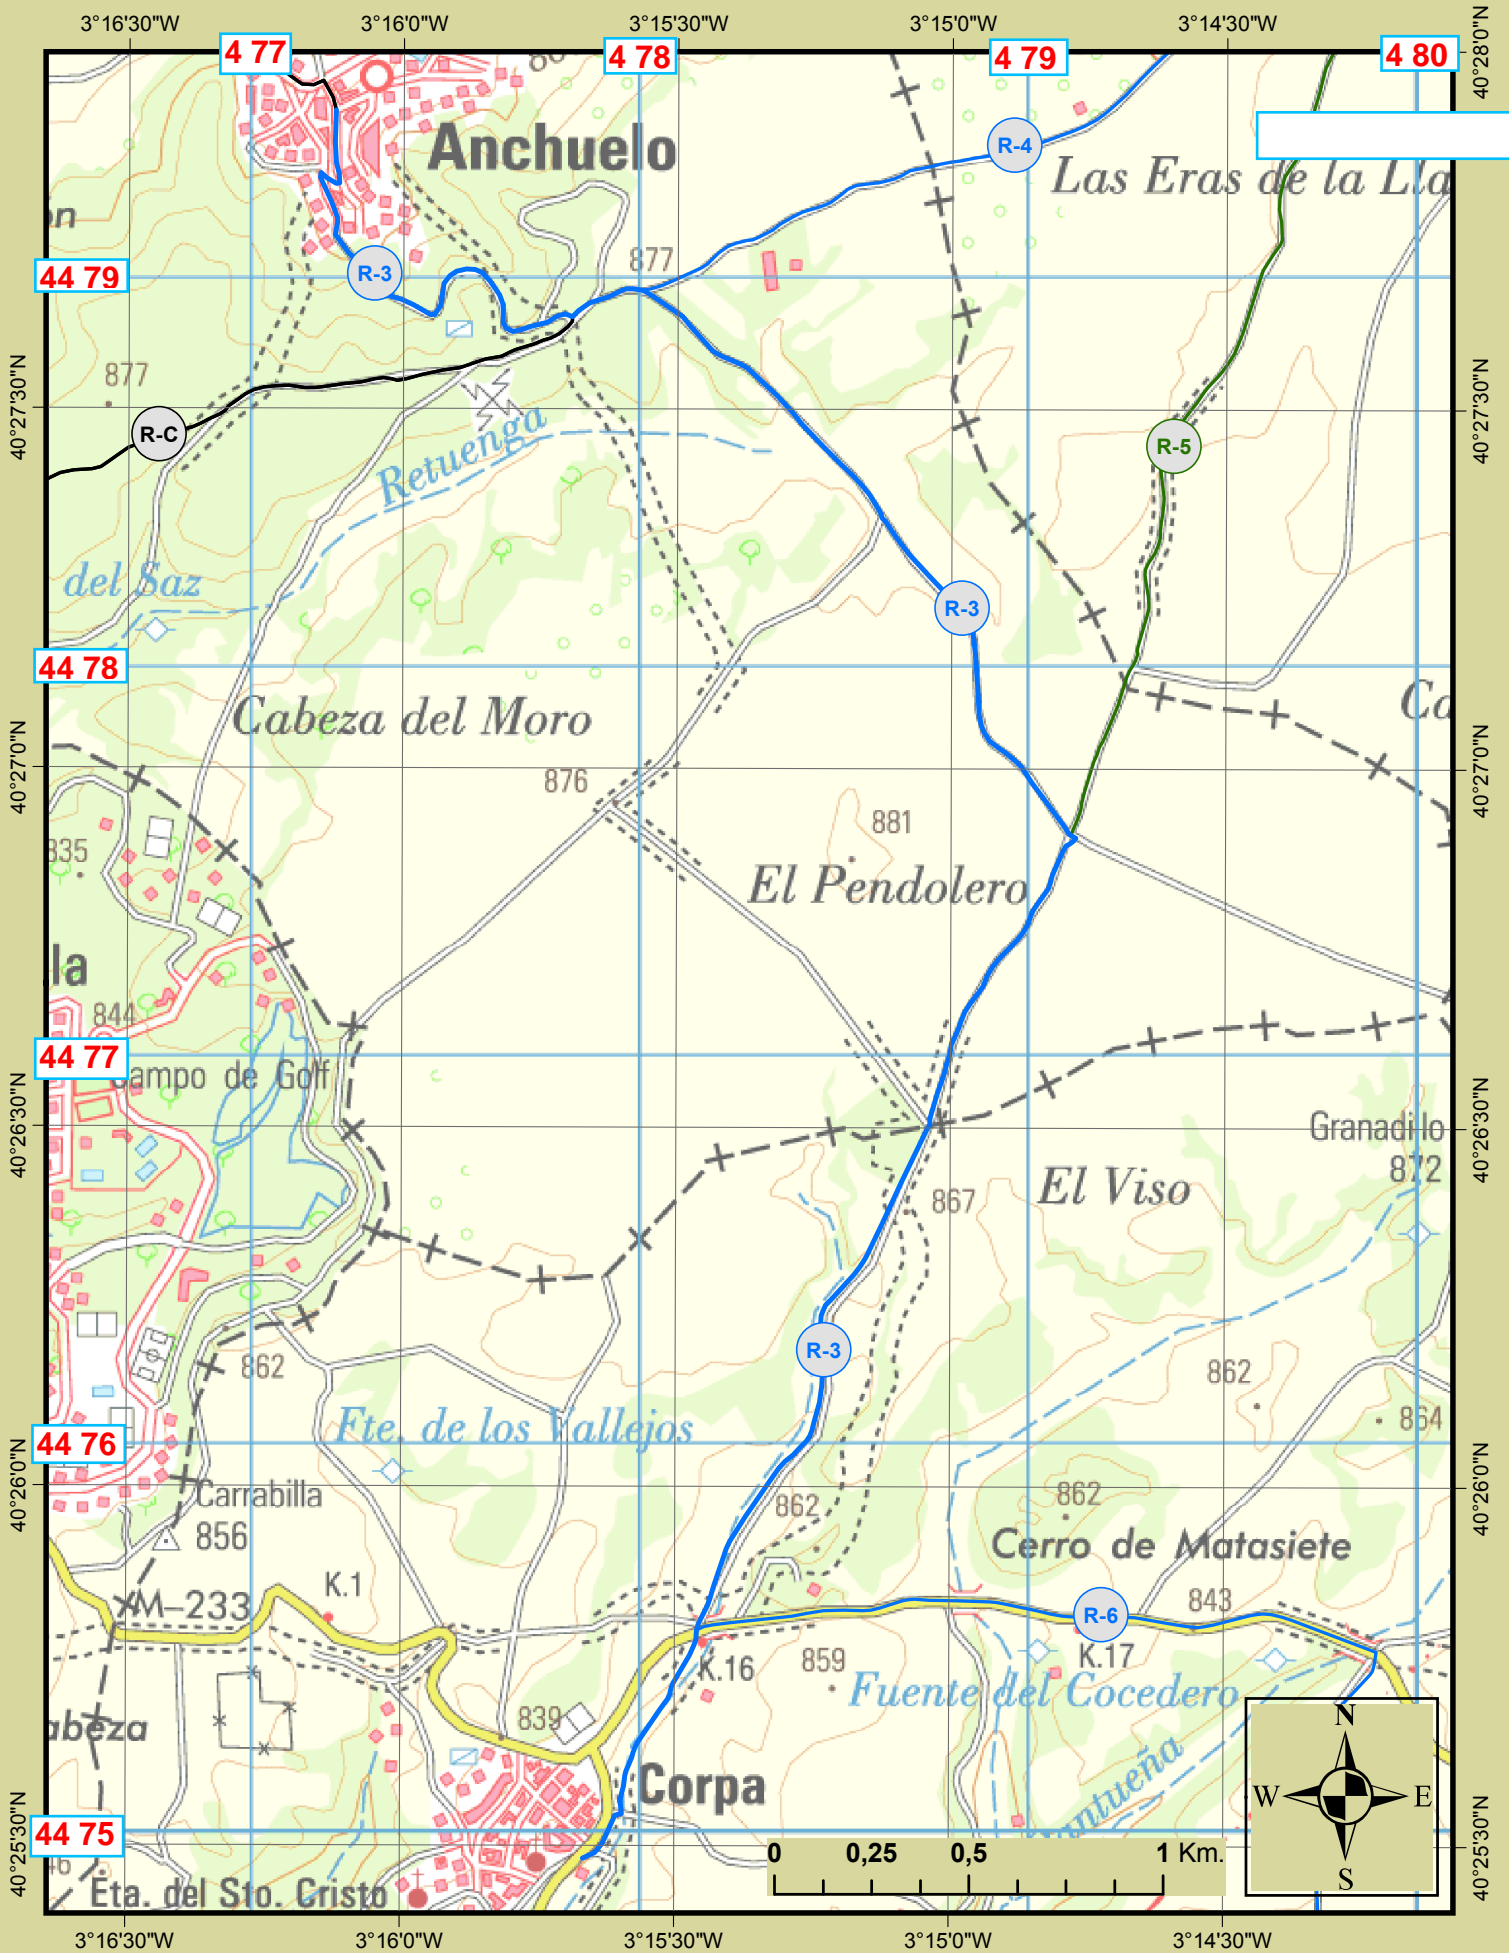 3°16'30"W 3°16'0"W 3°15'30"W 3°15'0"W 3°14'30"W
4 77 4 78 4 79 4 80
40°28'0"N
Anchuelo
R-4
Las Eras de la Lla
on
877
44 79
R-3
877
40°27'30"N
40°27'30"N
R-C
Retuenga
R-5
del Saz
R-3
44 78
Cabeza del Moro
Ca
40°27'0"N
40°27'0"N
876
881
835
El Pendolero
la
844
44 77
Campo de Golf
40°26'30"N
40°26'30"N
Granadillo
872
El Viso
867
R-3
862
862
864
44 76
Fte. de los Vallejos
40°26'0"N
40°26'0"N
Carrabilla
856
862
862
Cerro de Matasiete
K.1
M-233
843
R-6
K.16
859
K.17
Fuente del Cocedero
839
abeza
N
Corpa
antueña
W E
44 75
40°25'30"N
40°25'30"N
0 0,25 0,5 1 Km.
S
46
Eta. del Sto. Cristo
3°16'30"W 3°16'0"W 3°15'30"W 3°15'0"W 3°14'30"W